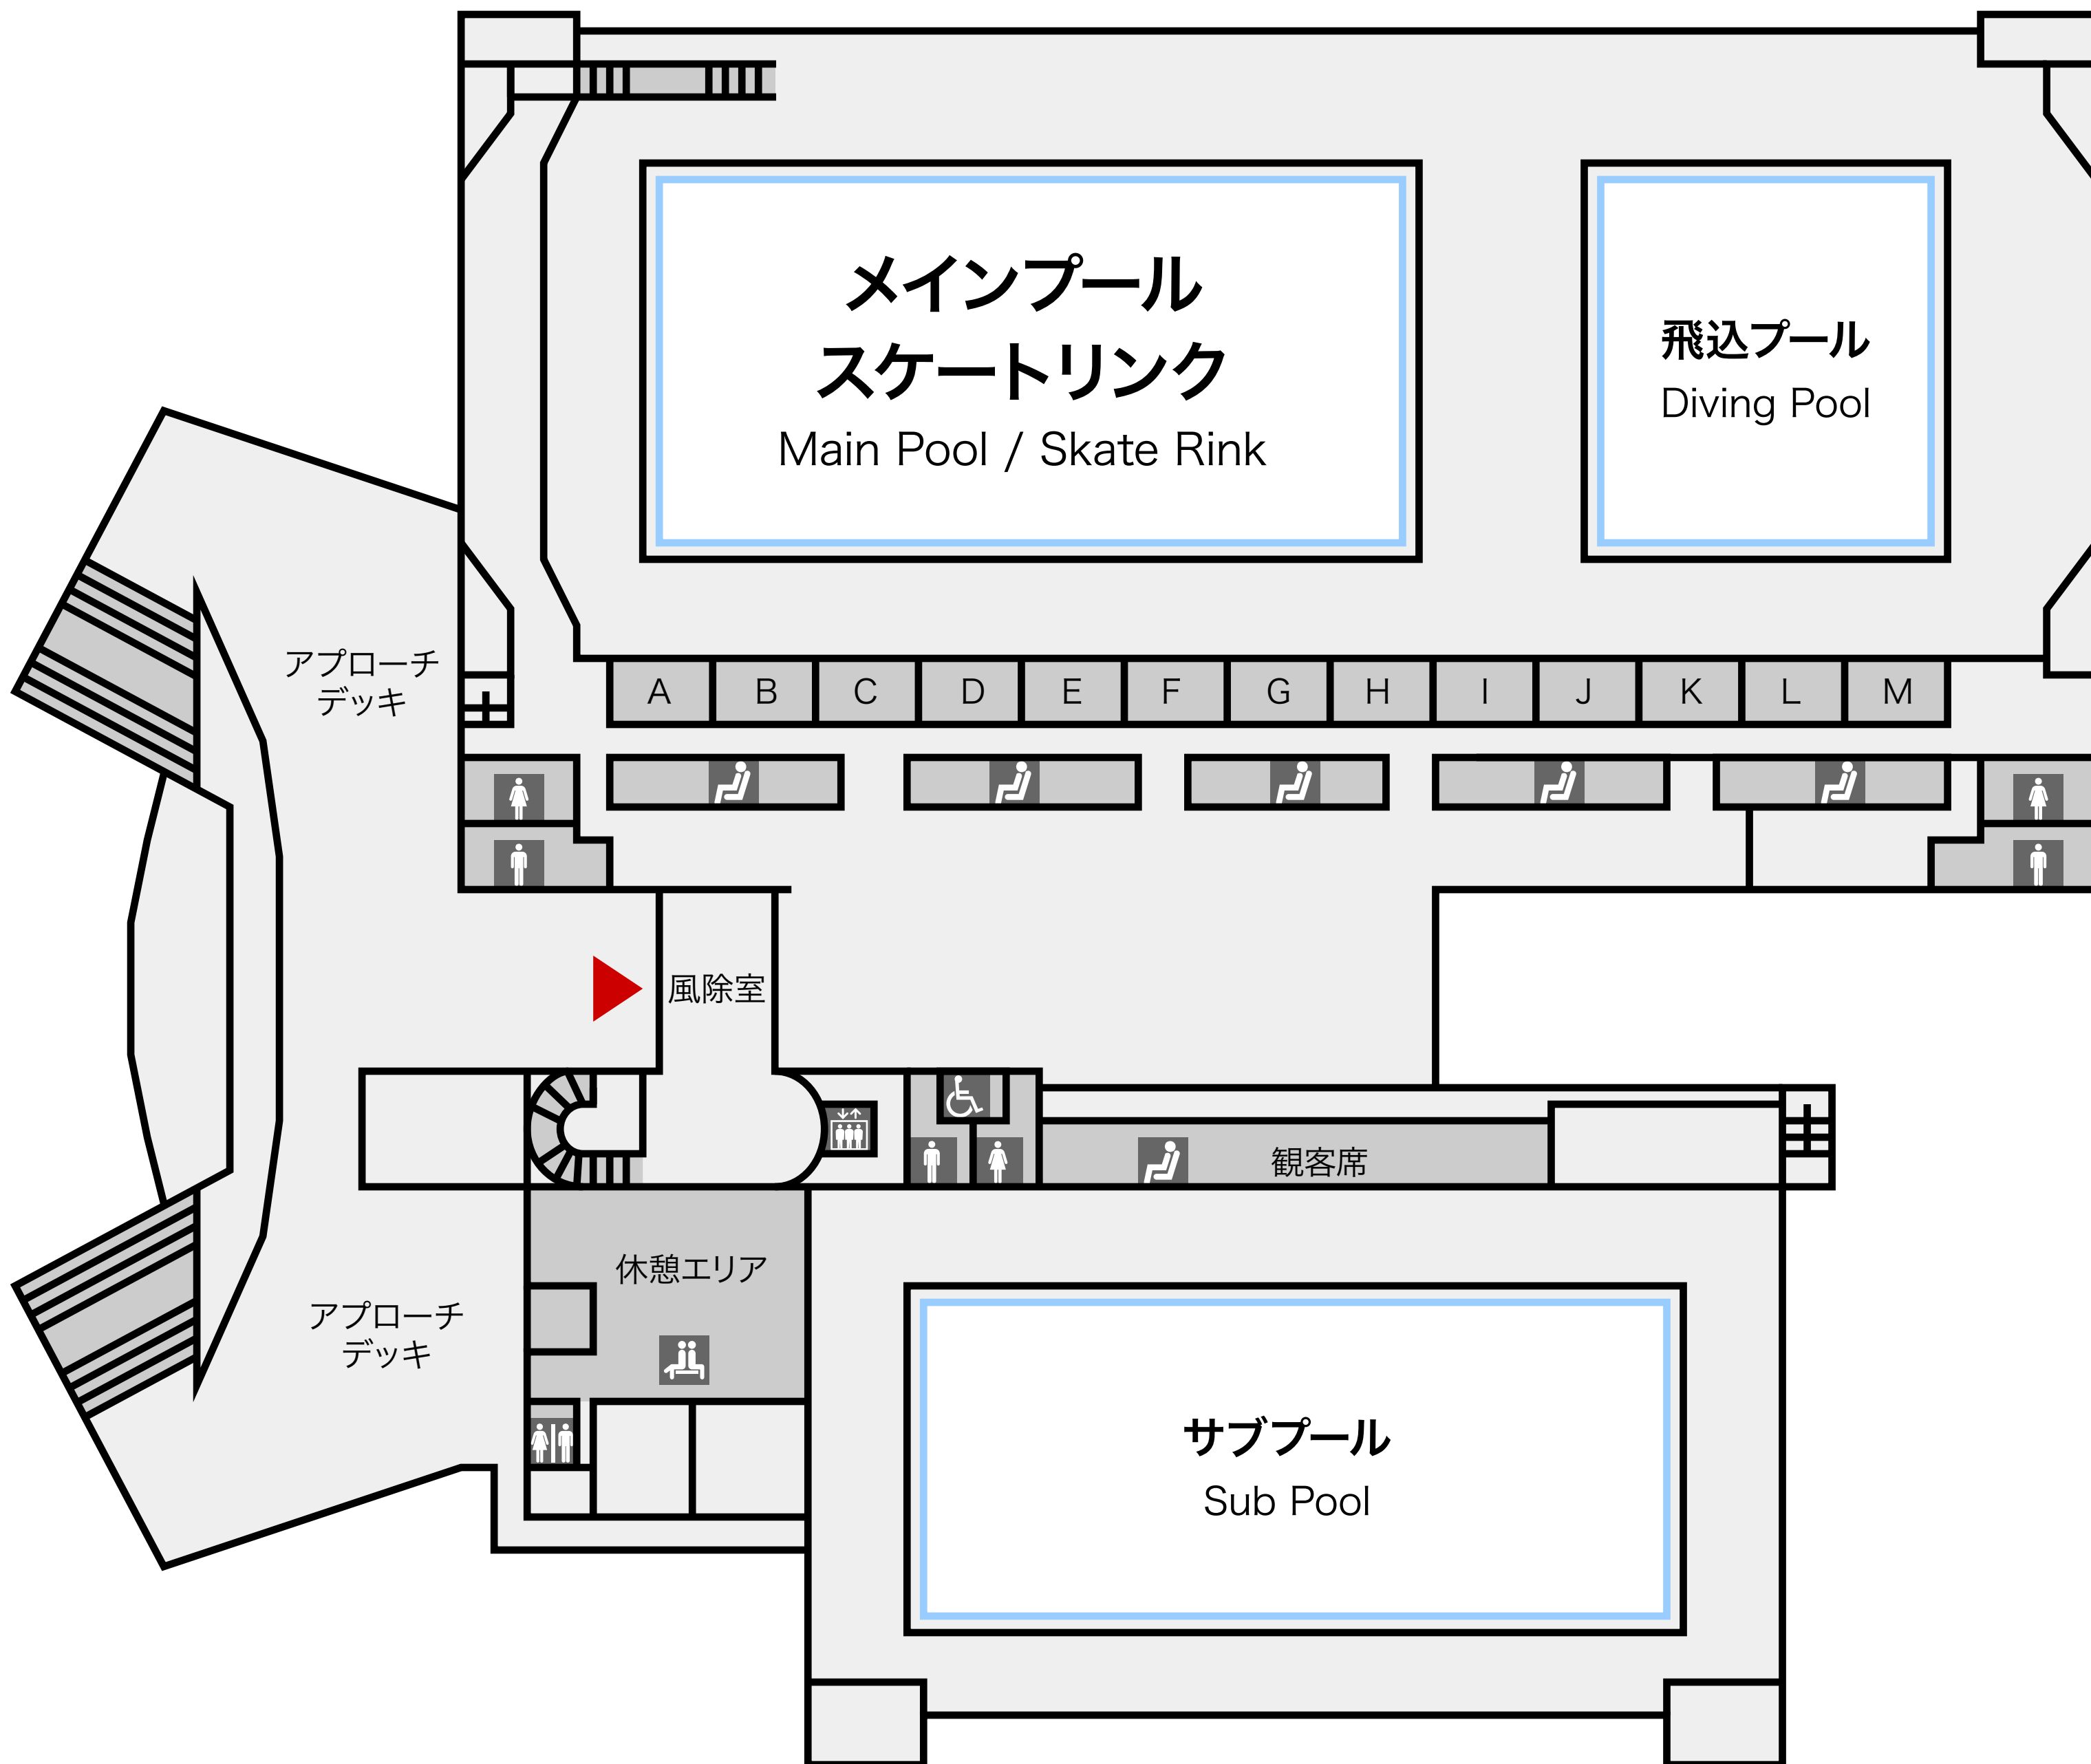 メインプール
スケートリンク
Main Pool / Skate Rink
飛込プール
Diving Pool
アプローチ
デッキ
A B C D E F G H I J K L M
風除室
観客席
休憩エリア
アプローチ
デッキ
サブプール
Sub Pool